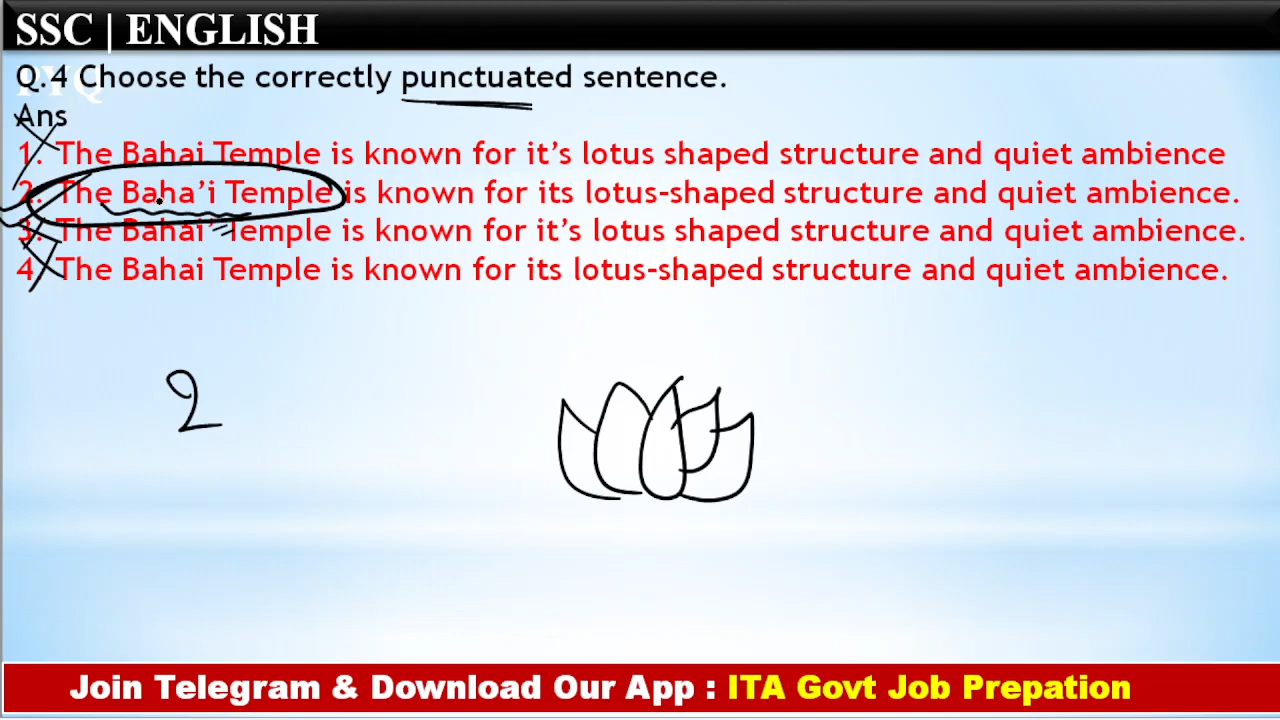 SSC | ENGLISH
PYQ
Q.4 Choose the correctly punctuated sentence.
Ans
1. The Bahai Temple is known for it’s lotus shaped structure and quiet ambience
2. The Baha’i Temple is known for its lotus-shaped structure and quiet ambience.
3. The Bahai’ Temple is known for it’s lotus shaped structure and quiet ambience.
4. The Bahai Temple is known for its lotus-shaped structure and quiet ambience.
2
Join Telegram & Download Our App : ITA Govt Job Prepation